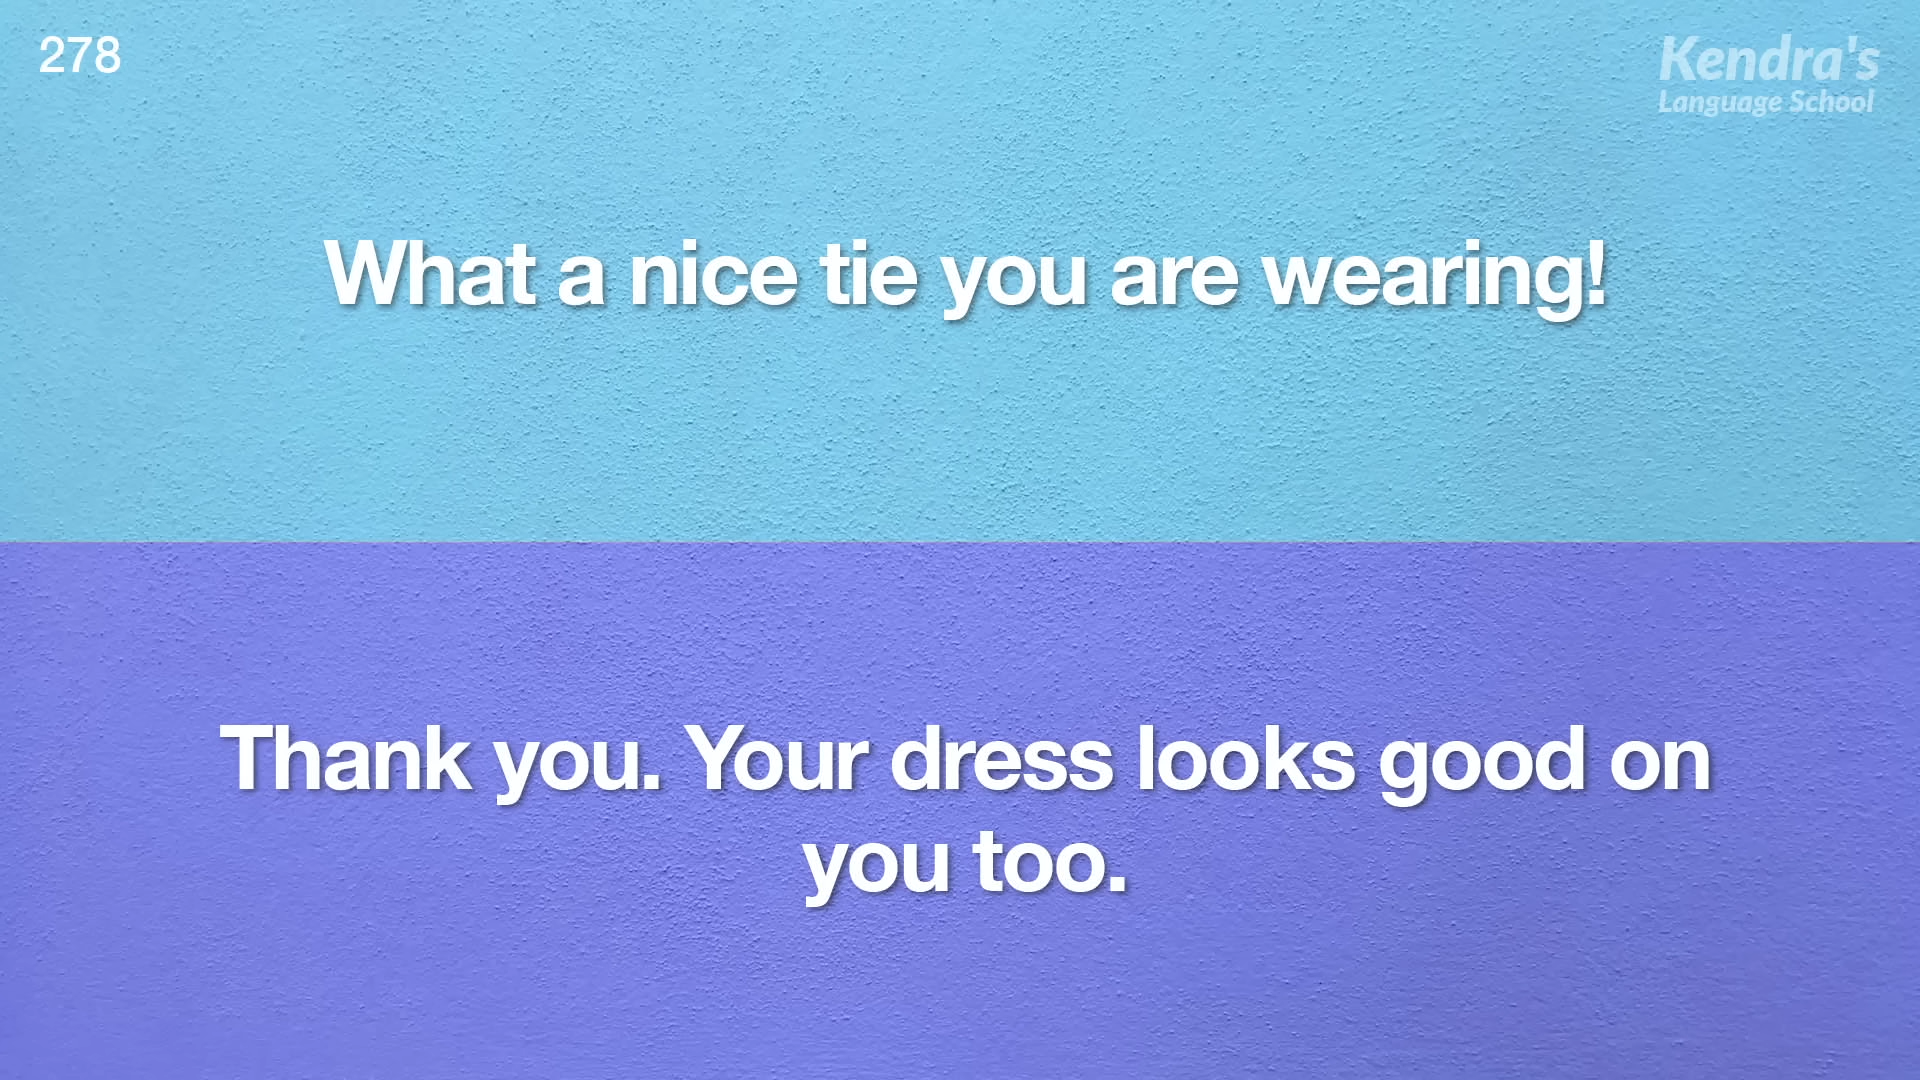 278
Kendra's
Language School
What a nice tie you are wearing!
Thank you. Your dress looks good on
you too.